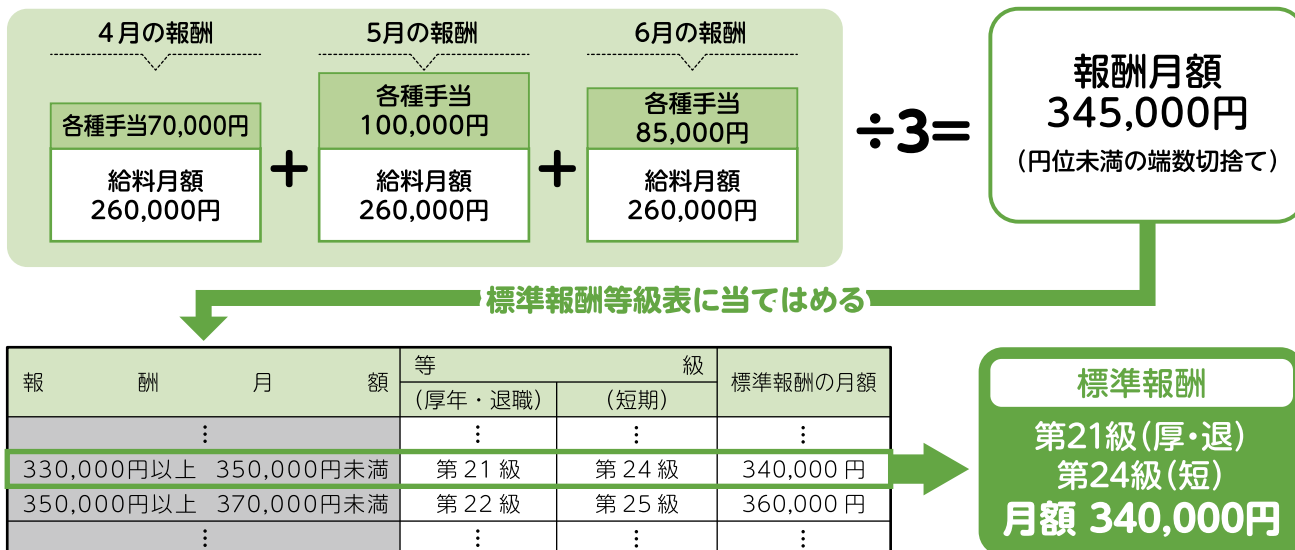 4月の報酬
5月の報酬
6月の報酬
各種手当70,000円
給料月額
260,000円
+
各種手当
100,000円
給料月額
260,000円
+
各種手当
85,000円
給料月額
260,000円
÷3=
報酬月額
345,000円
(円位未満の端数切捨て)
標準報酬等級表に当てはめる
報酬月額 等級 標準報酬の月額
(厚年・退職) (短期)
⋮ ⋮ ⋮ ⋮
330,000円以上 350,000円未満 第21級 第24級 340,000円
350,000円以上 370,000円未満 第22級 第25級 360,000円
⋮ ⋮ ⋮ ⋮
標準報酬
第21級(厚・退)
第24級(短)
月額 340,000円